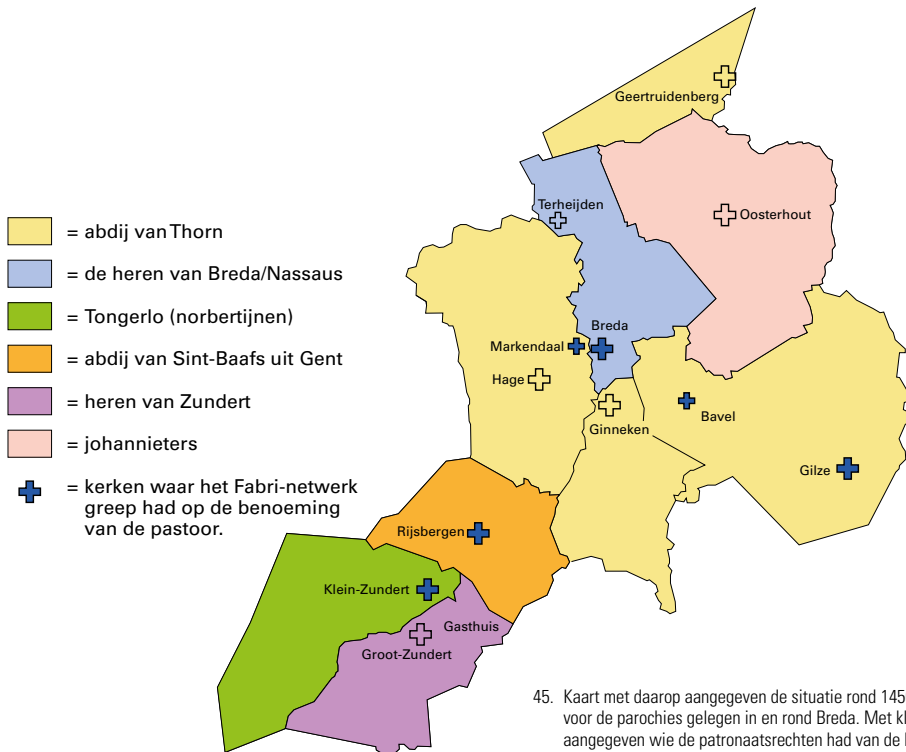 Geertruidenberg
Terheijden
Oosterhout
= abdij van Thorn
= de heren van Breda/Nassaus
= Tongerlo (norbertijnen)
= abdij van Sint-Baafs uit Gent
= heren van Zundert
= johannieters
= kerken waar het Fabri-netwerk
greep had op de benoeming
van de pastoor.
Breda
Markendaal
Hage
Ginneken
Bavel
Gilze
Rijsbergen
Klein-Zundert
Gasthuis
Groot-Zundert
45. Kaart met daarop aangegeven de situatie rond 145
voor de parochies gelegen in en rond Breda. Met kl
aangegeven wie de patronaatsrechten had van de